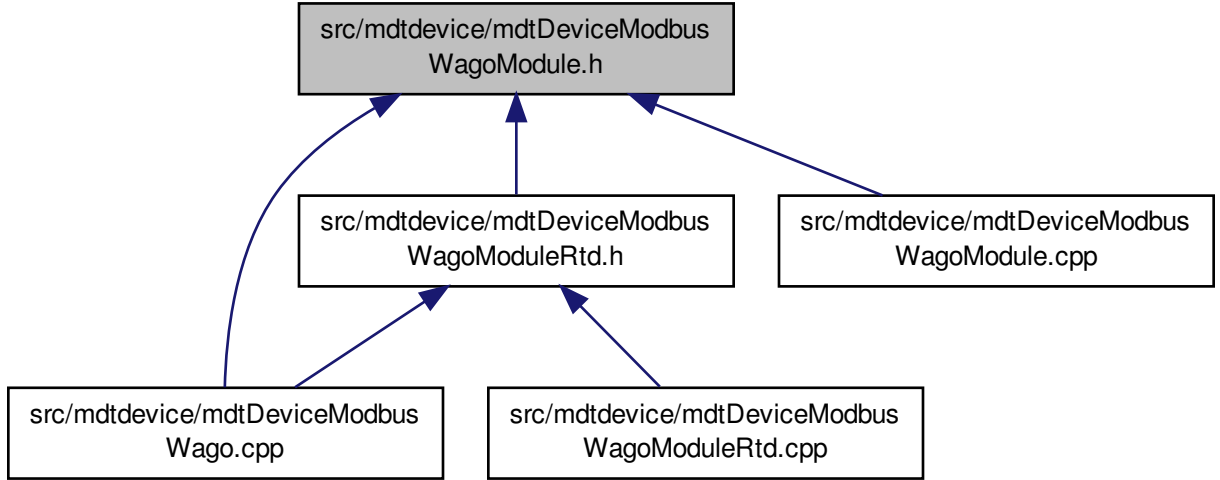 src/mdtdevice/mdtDeviceModbus
WagoModule.h
src/mdtdevice/mdtDeviceModbus
WagoModuleRtd.h
src/mdtdevice/mdtDeviceModbus
WagoModule.cpp
src/mdtdevice/mdtDeviceModbus
Wago.cpp
src/mdtdevice/mdtDeviceModbus
WagoModuleRtd.cpp